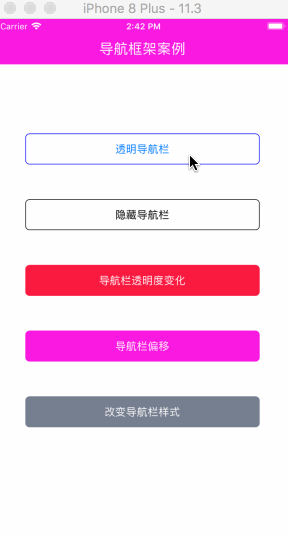 iPhone 8 Plus - 11.3
Carrier 2:42 PM
导航框架案例
透明导航栏
隐藏导航栏
导航栏透明度变化
导航栏偏移
改变导航栏样式